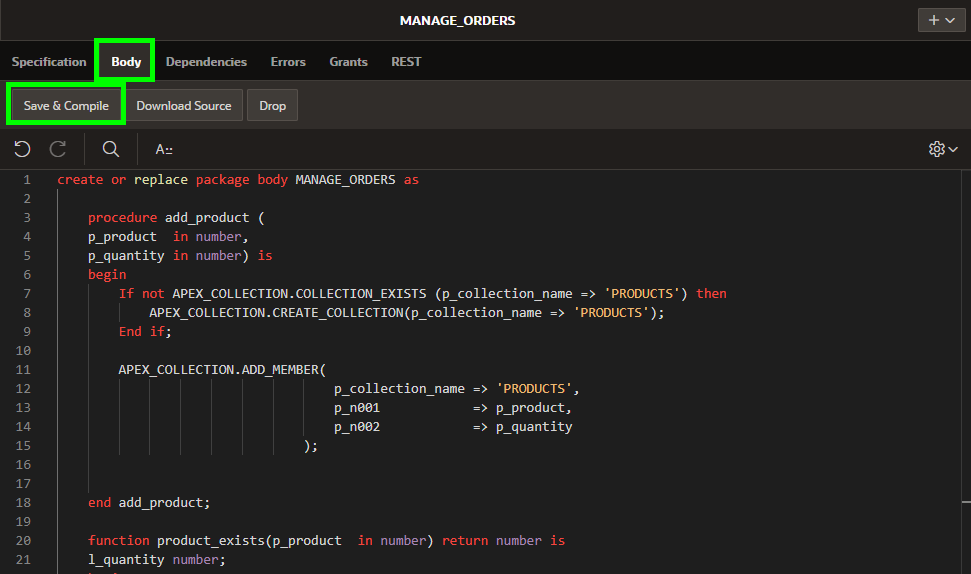 MANAGE_ORDERS
Specification Body Dependencies Errors Grants REST
Save & Compile Download Source Drop
A::
1 create or replace package body MANAGE_ORDERS as
2
3 procedure add_product (
4 p_product  in number,
5 p_quantity in number) is
6 begin
7 If not APEX_COLLECTION.COLLECTION_EXISTS (p_collection_name => 'PRODUCTS') then
8 APEX_COLLECTION.CREATE_COLLECTION(p_collection_name => 'PRODUCTS');
9 End if;
10
11 APEX_COLLECTION.ADD_MEMBER(
12 p_collection_name => 'PRODUCTS',
13 p_n001            => p_product,
14 p_n002            => p_quantity
15 );
16
17
18 end add_product;
19
20 function product_exists(p_product  in number) return number is
21 l_quantity number;